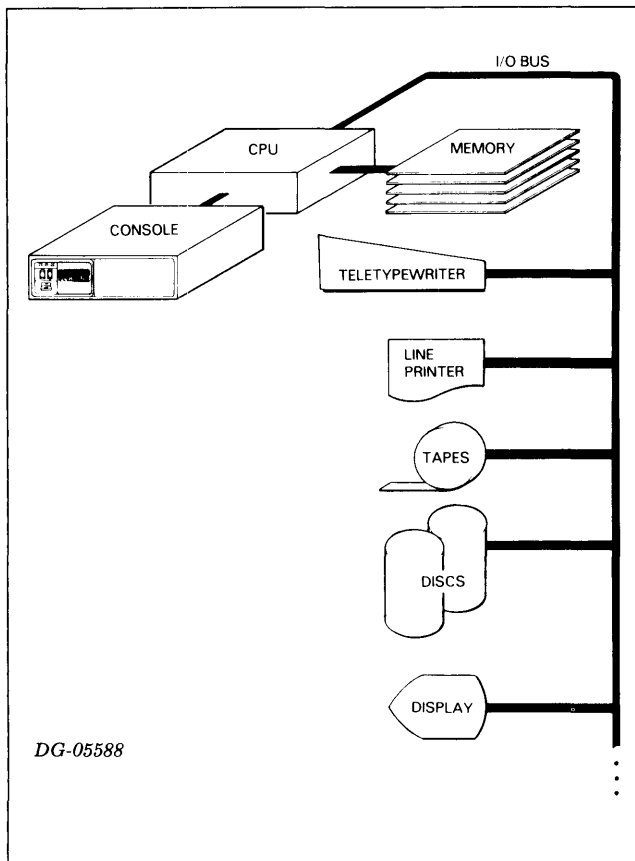 I/O BUS
CPU
MEMORY
CONSOLE
TELETYPEWRITER
LINE
PRINTER
TAPES
DISCS
DISPLAY
DG-05588